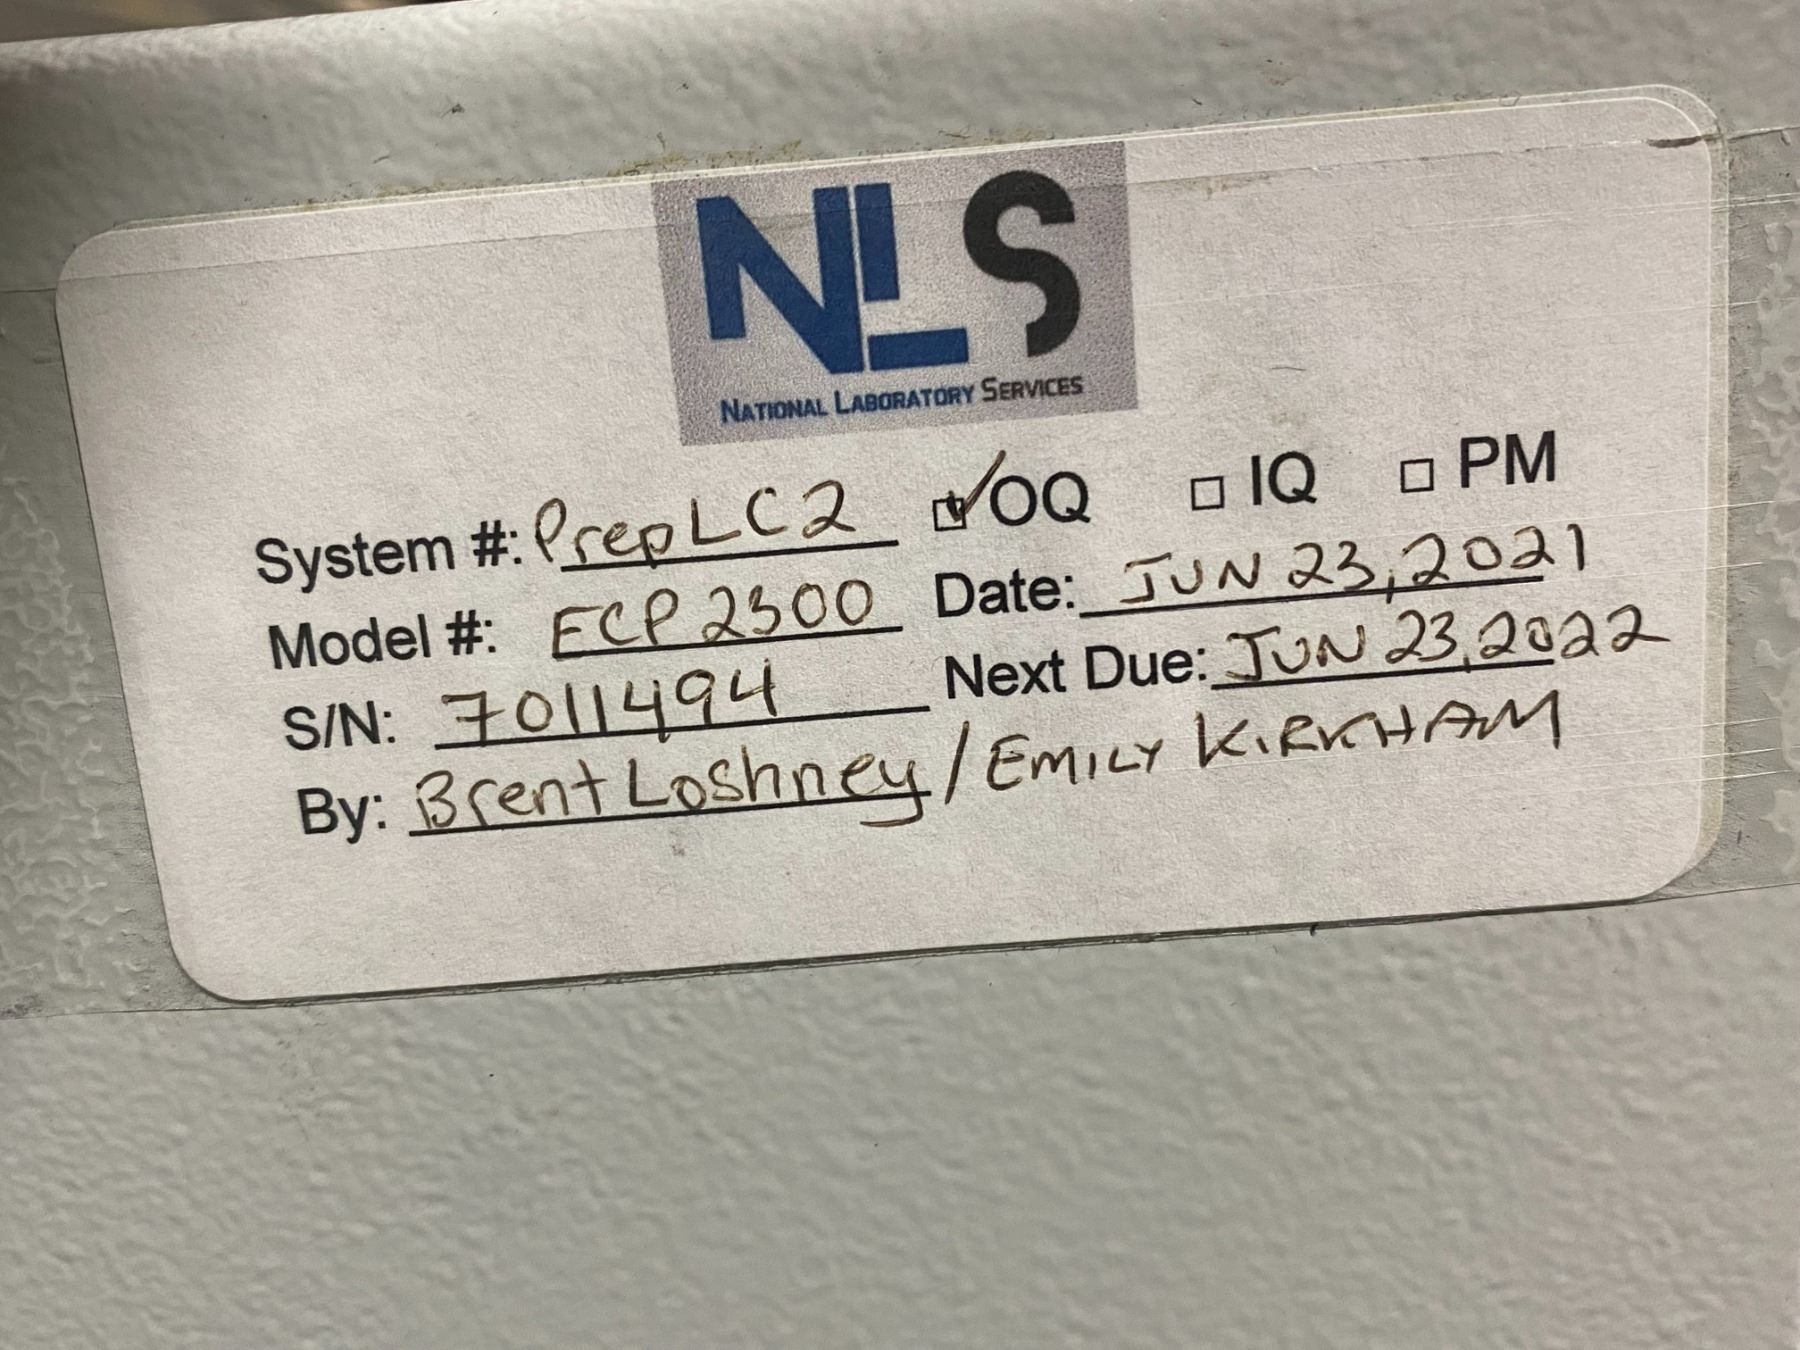 NLS
NATIONAL LABORATORY SERVICES
System #: PrepLC2 ☑ OQ ☐ IQ ☐ PM
Model #: ECP2300 Date: JUN 23, 2021
S/N: 7011494 Next Due: JUN 23, 2022
By: Brent Loshney / EMILY KIRKHAM